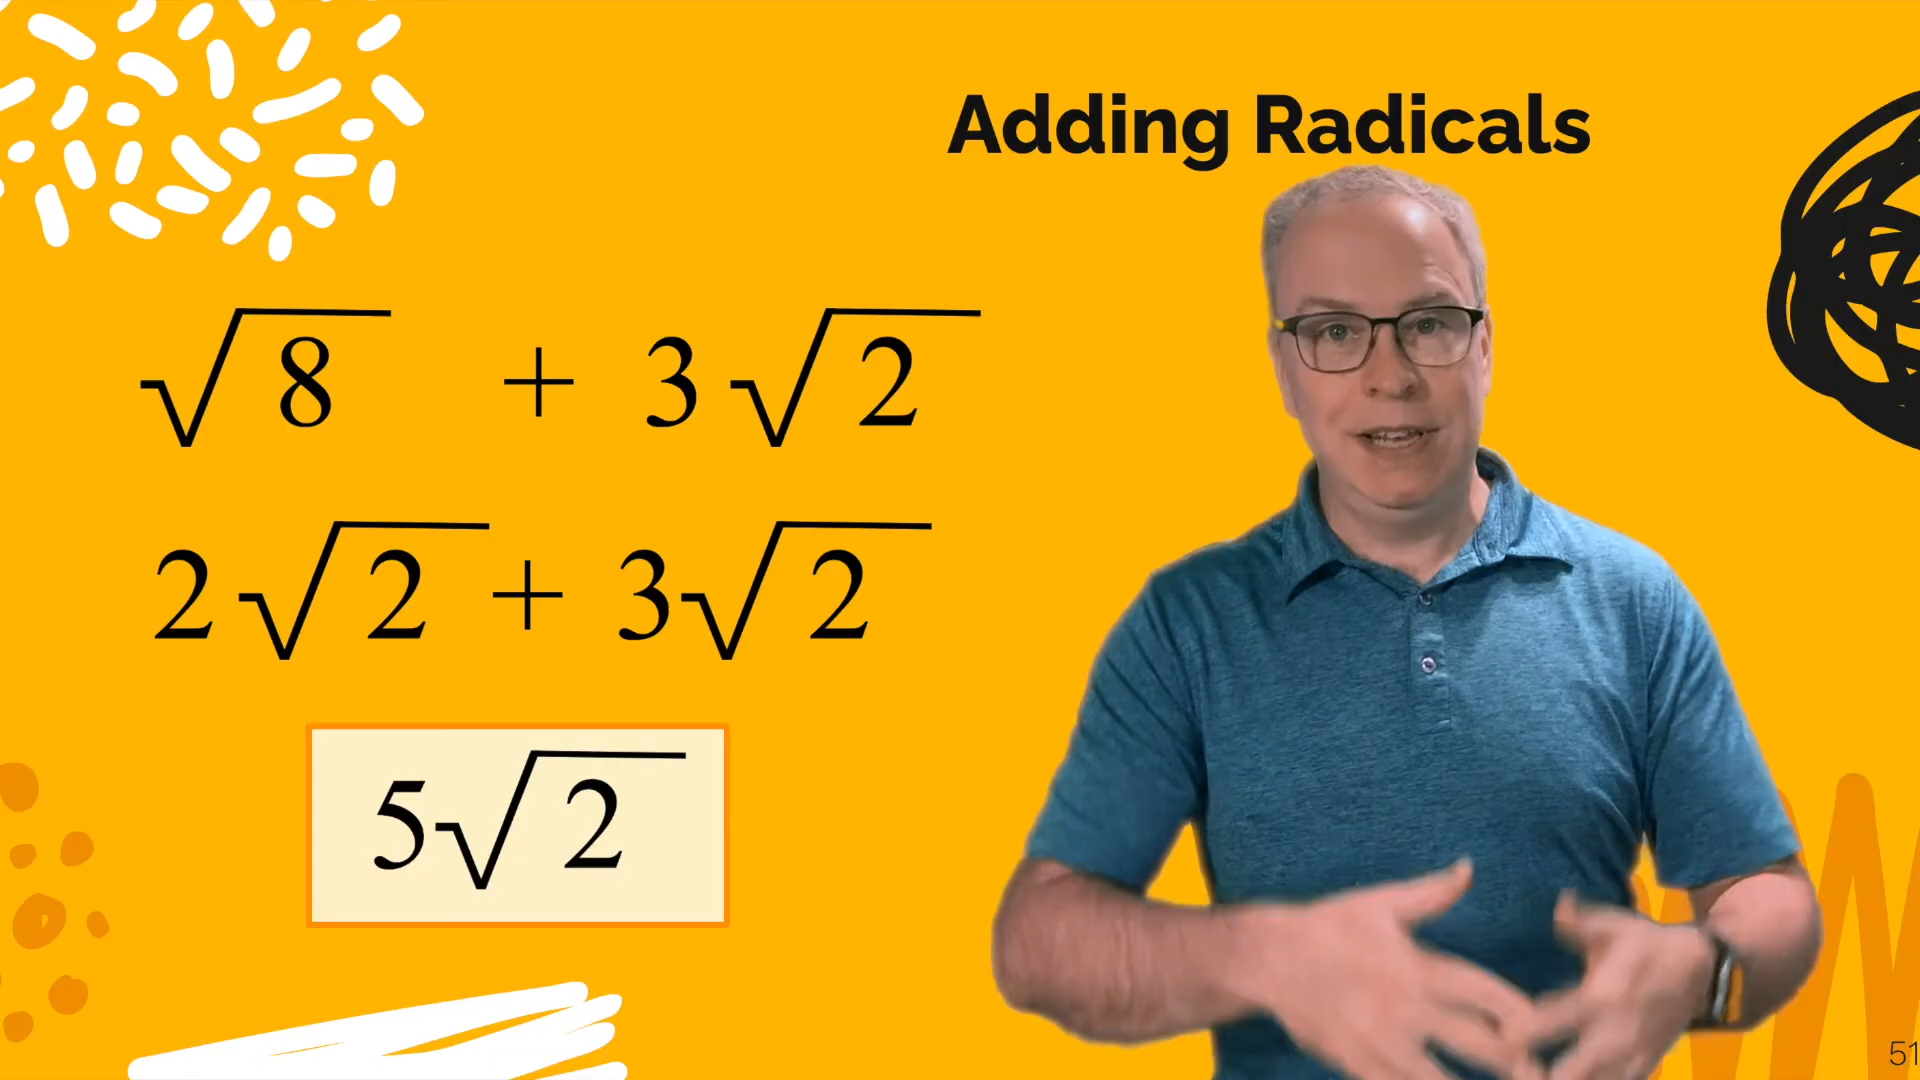 Adding Radicals
√8 + 3√2
2√2 + 3√2
5√2
51